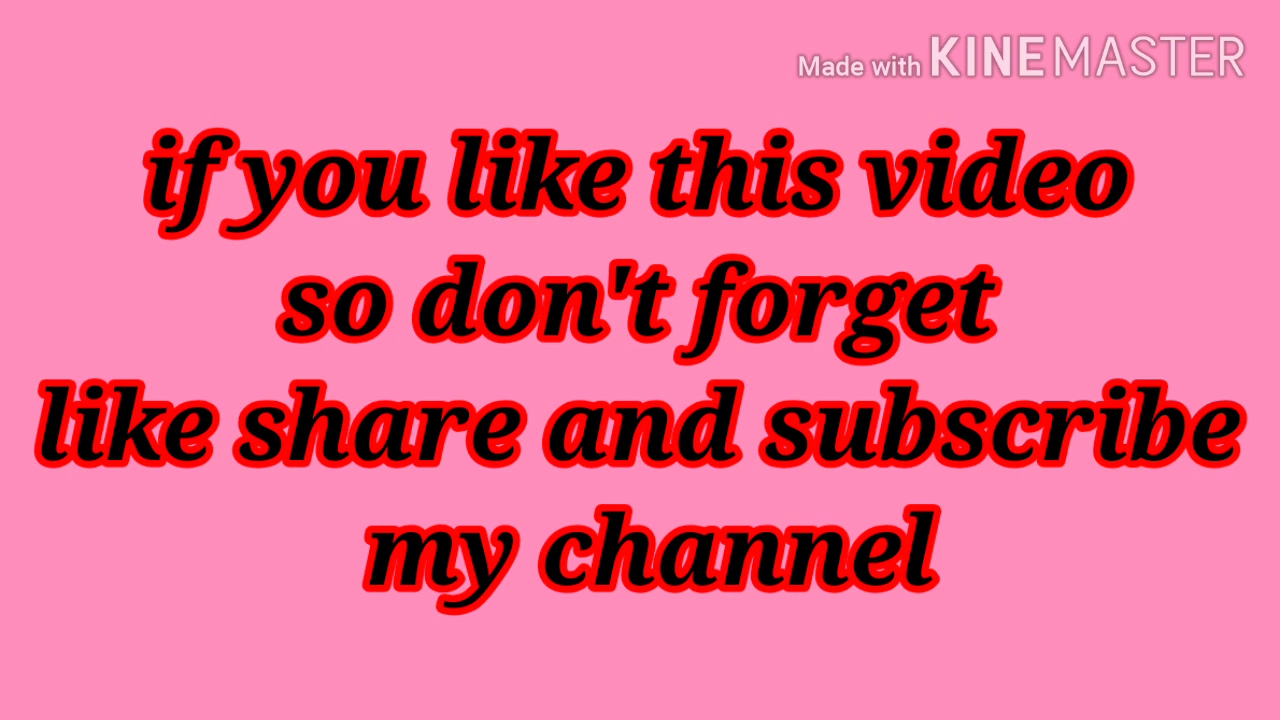 Made with KINEMASTER
if you like this video
so don't forget
like share and subscribe
my channel